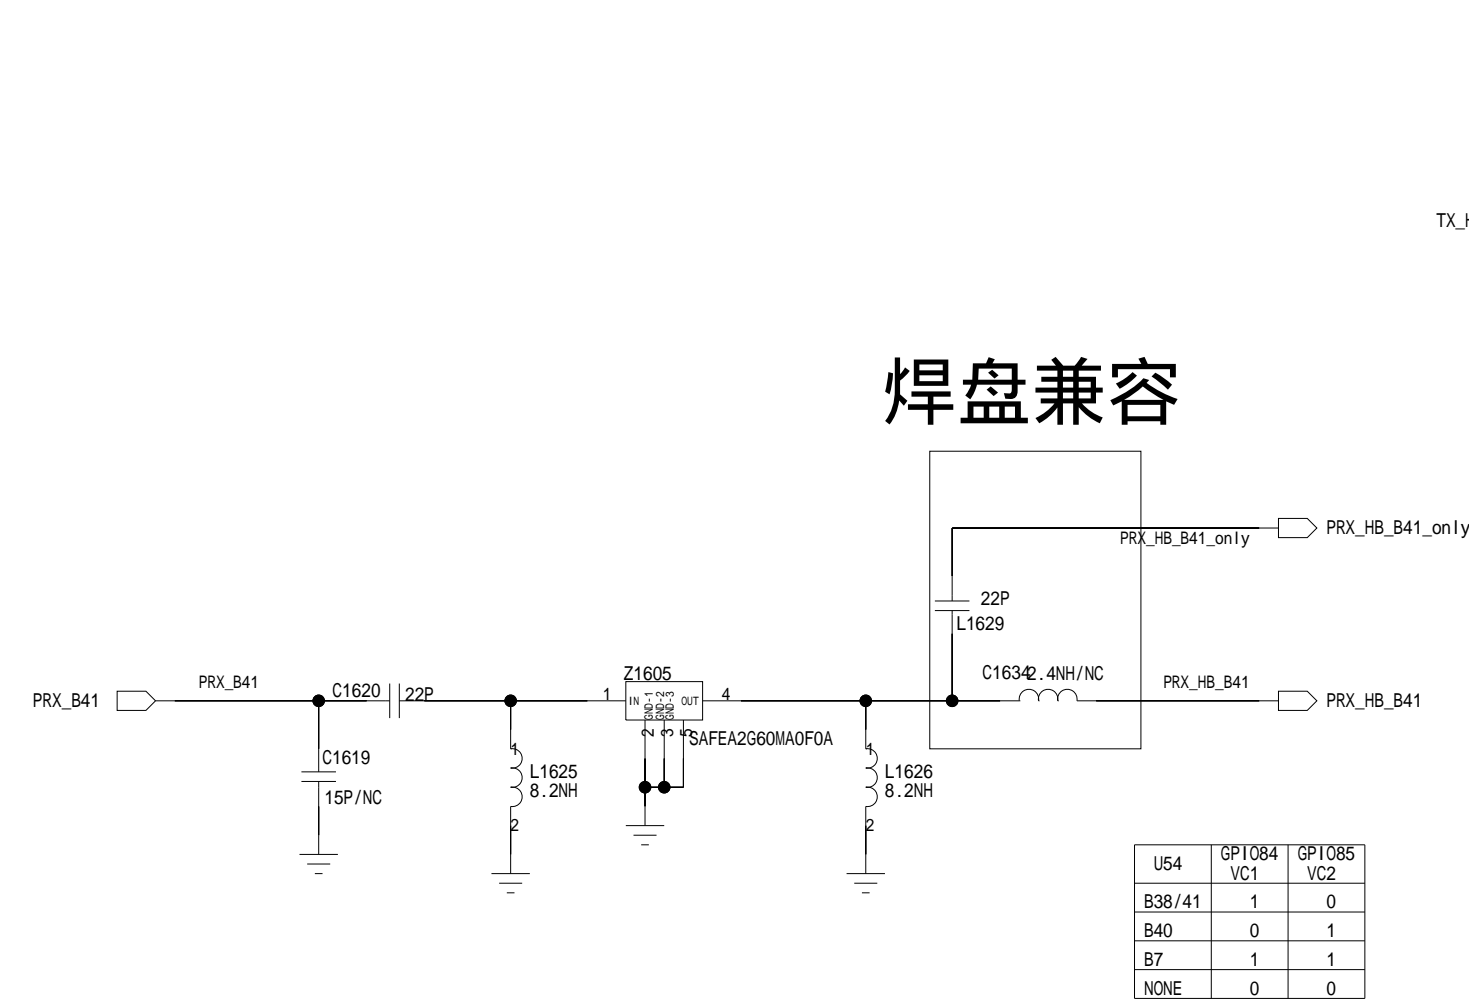 TX_H
焊盘兼容
PRX_HB_B41_only
PRX_HB_B41_only
22P
L1629
Z1605
C1634
2.4NH/NC
PRX_B41
PRX_B41
C1620
22P
1
IN
GND-1
GND-2
GND-3
OUT
4
PRX_HB_B41
PRX_HB_B41
2
3
5
SAFEA2G60MA0F0A
C1619
15P/NC
1
L1625
8.2NH
2
1
L1626
8.2NH
2
U54 GPIO84 GPIO85
VC1 VC2
B38/41 1 0
B40 0 1
B7 1 1
NONE 0 0